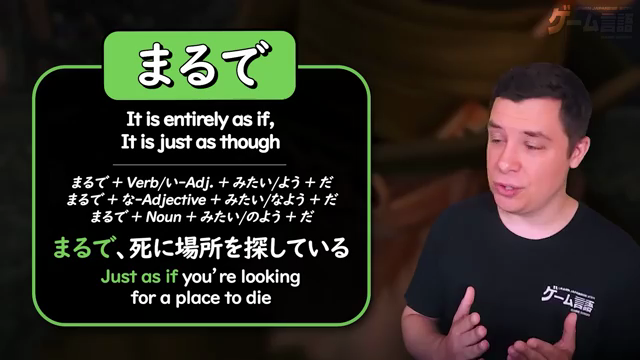 ゲーム言語
まるで
It is entirely as if,
It is just as though
まるで + Verb/い-Adj. + みたい/よう + だ
まるで + な-Adjective + みたい/なよう + だ
まるで + Noun + みたい/のよう + だ
まるで、死に場所を探している
Just as if you're looking
for a place to die
ゲーム言語